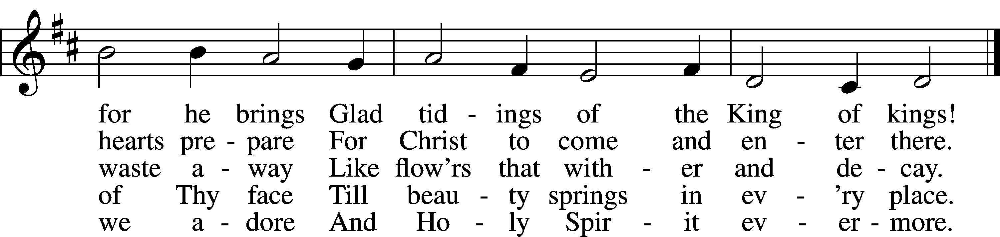 for he brings Glad tid - ings of the King of kings!
hearts pre - pare For Christ to come and en - ter there.
waste a - way Like flow'rs that with - er and de - cay.
of Thy face Till beau - ty springs in ev - 'ry place.
we a - dore And Ho - ly Spir - it ev - er - more.